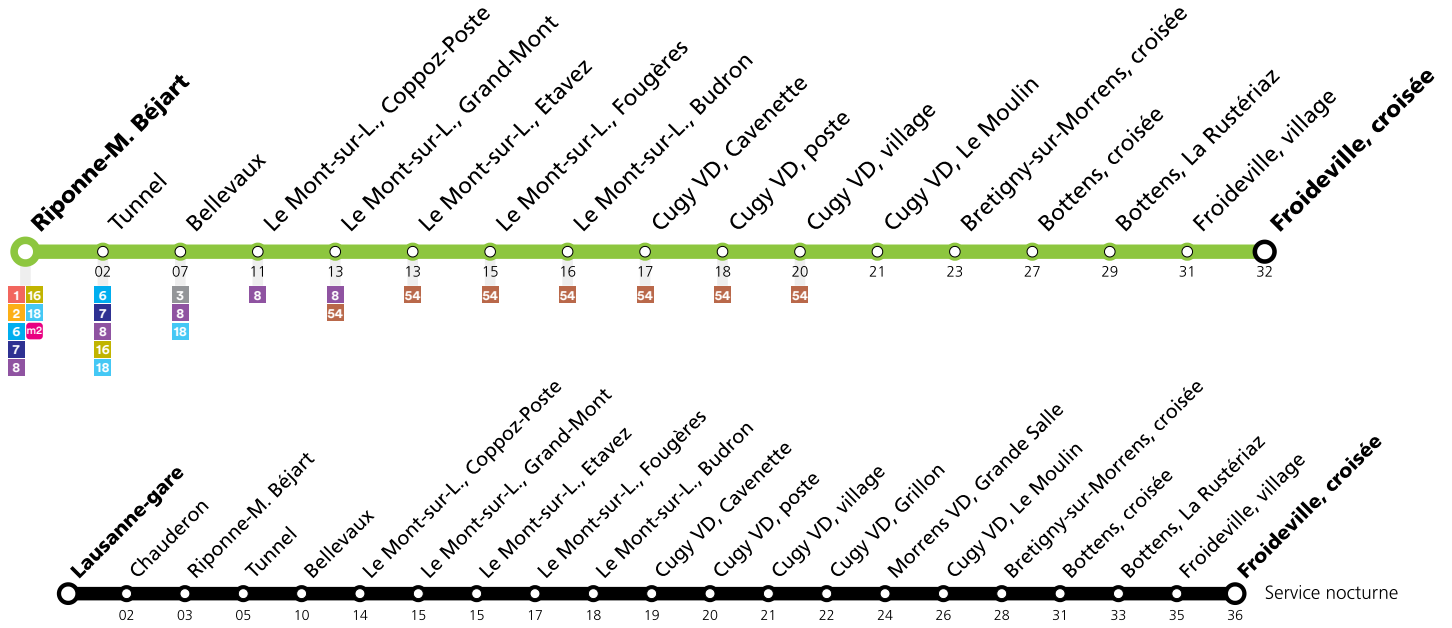 Riponne-M. Béjart
Tunnel
Bellevaux
Le Mont-sur-L., Coppoz-Poste
Le Mont-sur-L., Grand-Mont
Le Mont-sur-L., Etavez
Le Mont-sur-L., Fougères
Le Mont-sur-L., Budron
Cugy VD, Cavenette
Cugy VD, poste
Cugy VD, village
Cugy VD, Le Moulin
Bretigny-sur-Morrens, croisée
Bottens, croisée
Bottens, La Rustériaz
Froideville, village
Froideville, croisée
02 07 11 13 13 15 16 17 18 20 21 23 27 29 31 32
1 16 6 3 8 8 54 54 54 54 54 54
2 18 7 8 54
6 m2 8 18
7 16
8 18
Lausanne-gare
Chauderon
Riponne-M. Béjart
Tunnel
Bellevaux
Le Mont-sur-L., Coppoz-Poste
Le Mont-sur-L., Grand-Mont
Le Mont-sur-L., Etavez
Le Mont-sur-L., Fougères
Le Mont-sur-L., Budron
Cugy VD, Cavenette
Cugy VD, poste
Cugy VD, village
Cugy VD, Grillon
Morrens VD, Grande Salle
Cugy VD, Le Moulin
Bretigny-sur-Morrens, croisée
Bottens, croisée
Bottens, La Rustériaz
Froideville, village
Froideville, croisée
Service nocturne
02 03 05 10 14 15 15 17 18 19 20 21 22 24 26 28 31 33 35 36